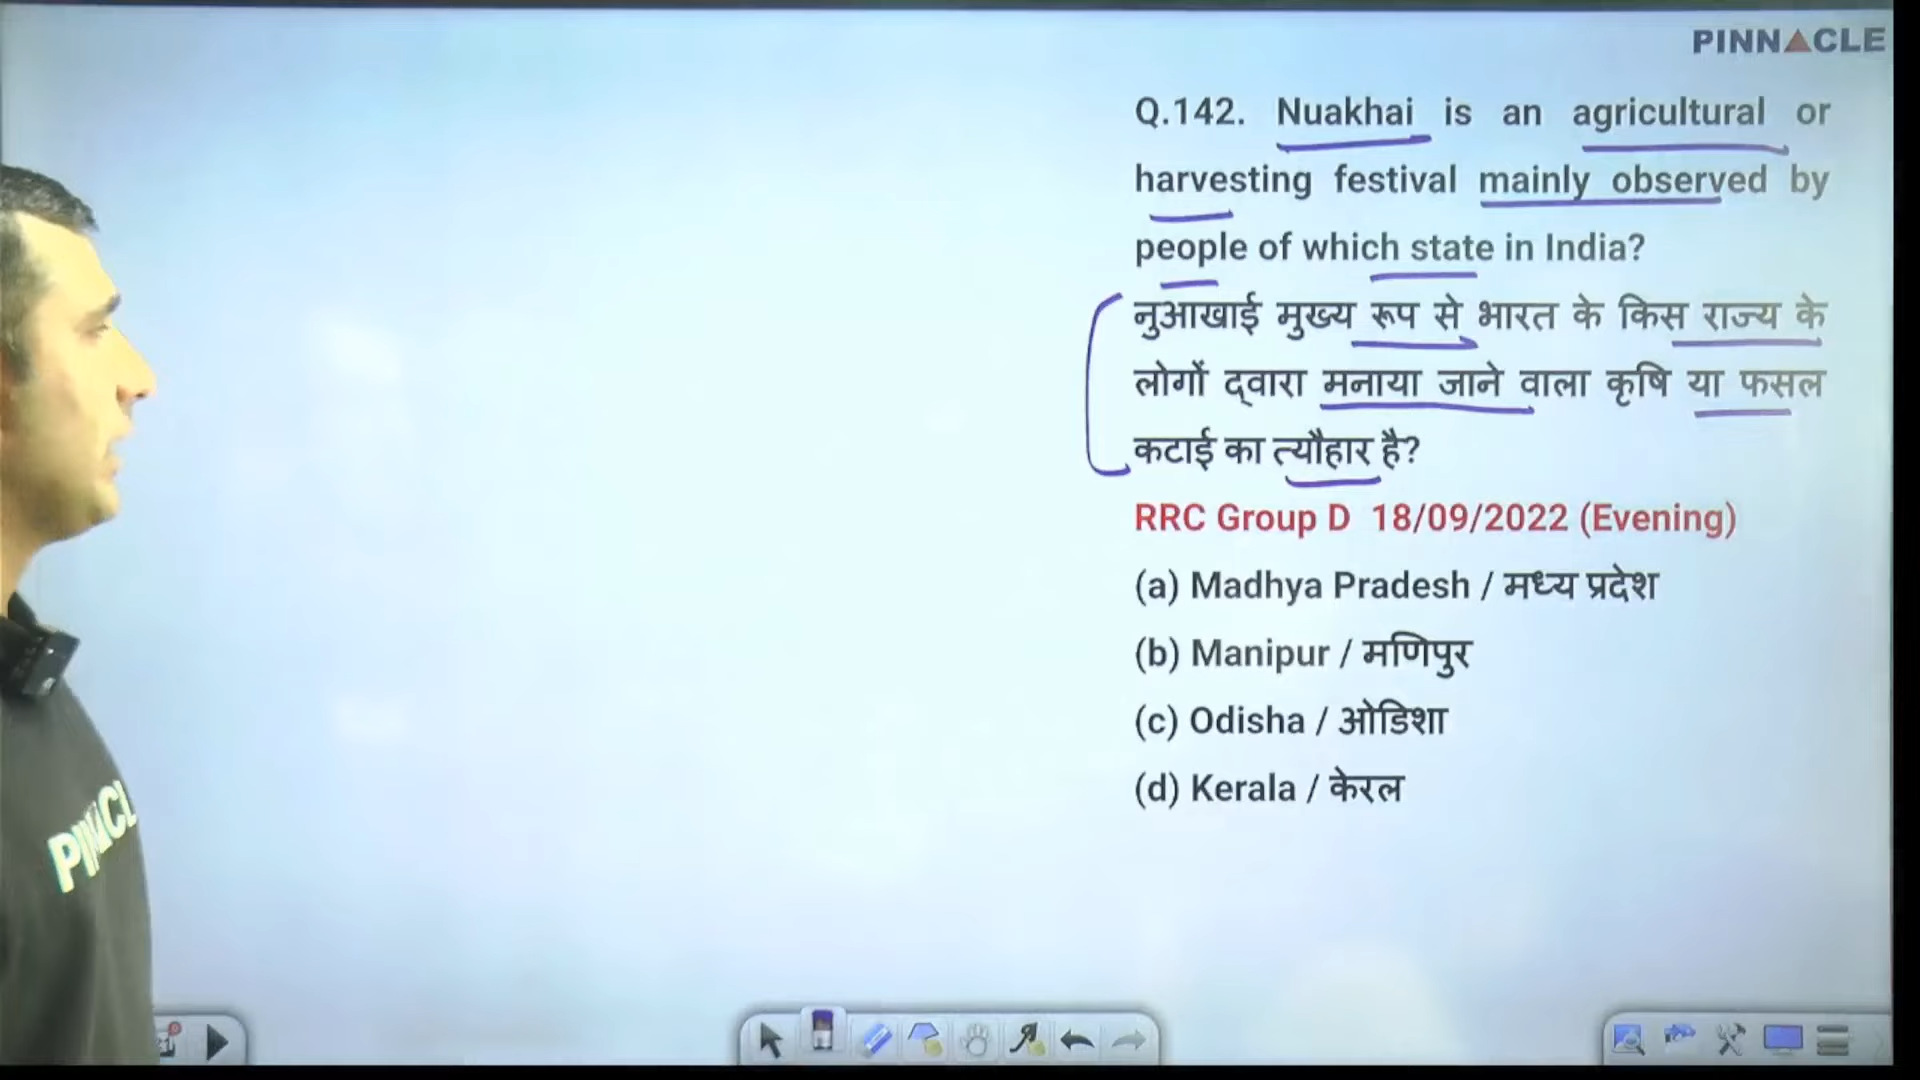 PINNACLE
Q.142. Nuakhai is an agricultural or
harvesting festival mainly observed by
people of which state in India?
नुआखाई मुख्य रूप से भारत के किस राज्य के
लोगों द्वारा मनाया जाने वाला कृषि या फसल
कटाई का त्यौहार है?
RRC Group D 18/09/2022 (Evening)
(a) Madhya Pradesh / मध्य प्रदेश
(b) Manipur / मणिपुर
(c) Odisha / ओडिशा
(d) Kerala / केरल
PINNACL